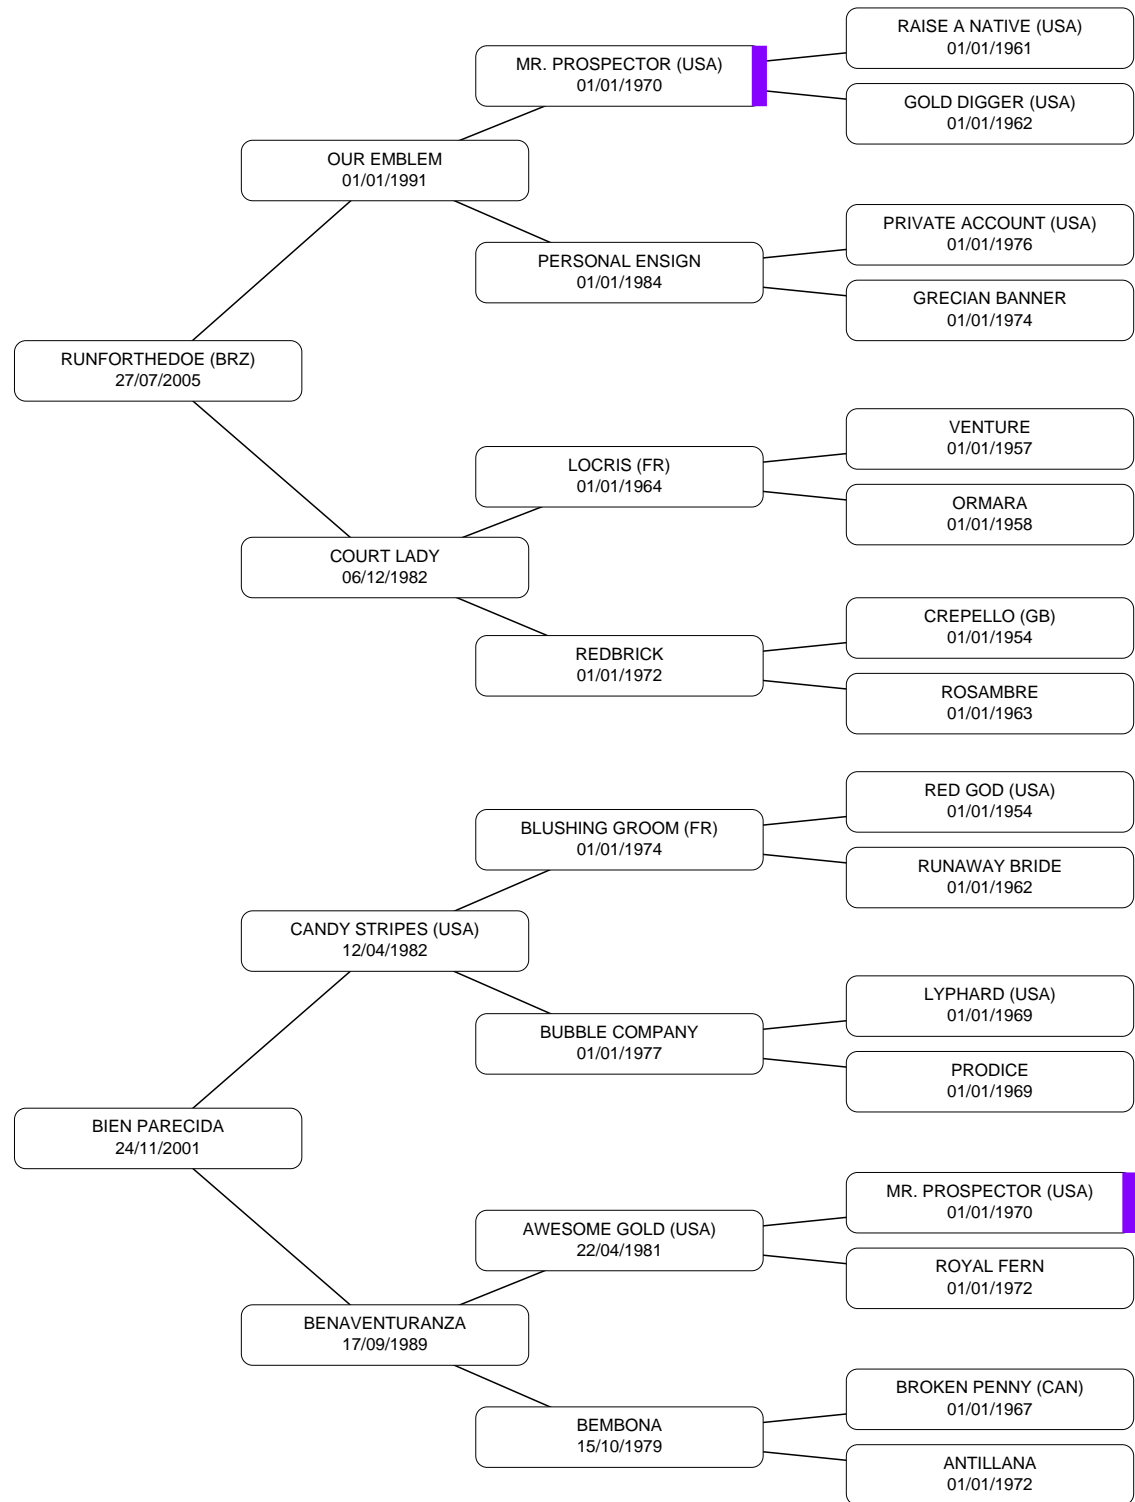 RAISE A NATIVE (USA)
01/01/1961
MR. PROSPECTOR (USA)
01/01/1970
GOLD DIGGER (USA)
01/01/1962
OUR EMBLEM
01/01/1991
PRIVATE ACCOUNT (USA)
01/01/1976
PERSONAL ENSIGN
01/01/1984
GRECIAN BANNER
01/01/1974
RUNFORTHEDOE (BRZ)
27/07/2005
VENTURE
01/01/1957
LOCRIS (FR)
01/01/1964
ORMARA
01/01/1958
COURT LADY
06/12/1982
CREPELLO (GB)
01/01/1954
REDBRICK
01/01/1972
ROSAMBRE
01/01/1963
RED GOD (USA)
01/01/1954
BLUSHING GROOM (FR)
01/01/1974
RUNAWAY BRIDE
01/01/1962
CANDY STRIPES (USA)
12/04/1982
LYPHARD (USA)
01/01/1969
BUBBLE COMPANY
01/01/1977
PRODICE
01/01/1969
BIEN PARECIDA
24/11/2001
MR. PROSPECTOR (USA)
01/01/1970
AWESOME GOLD (USA)
22/04/1981
ROYAL FERN
01/01/1972
BENAVENTURANZA
17/09/1989
BROKEN PENNY (CAN)
01/01/1967
BEMBONA
15/10/1979
ANTILLANA
01/01/1972